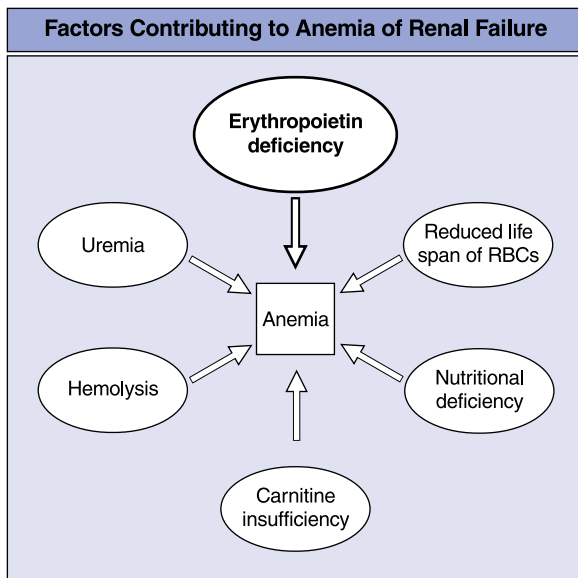 Factors Contributing to Anemia of Renal Failure
Erythropoietin
deficiency
Uremia
Reduced life
span of RBCs
Anemia
Hemolysis
Nutritional
deficiency
Carnitine
insufficiency